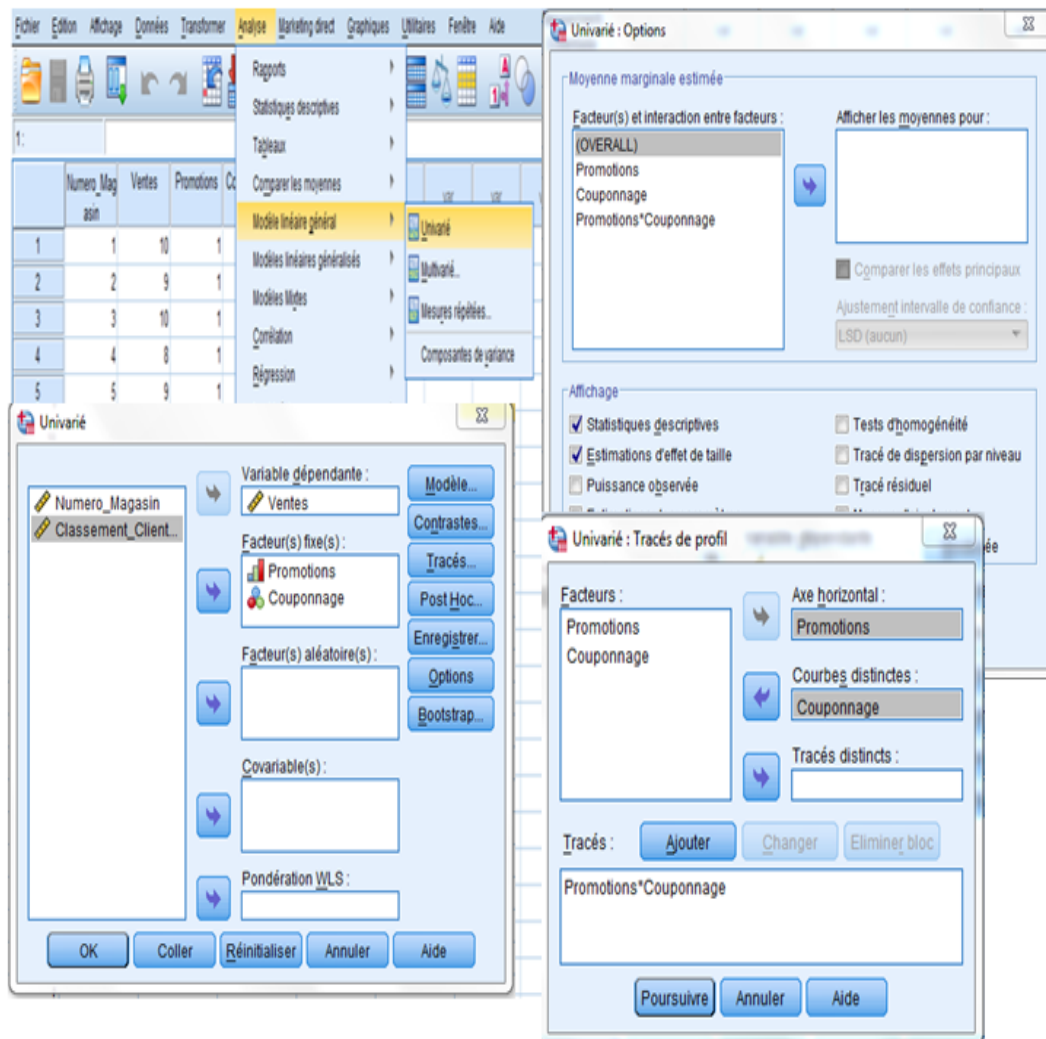 Fichier Edition Affichage Données Transformer Analyse Marketing direct Graphiques Utilitaires Fenêtre Aide
Rapports
Statistiques descriptives
Tableaux
Comparer les moyennes
Modèle linéaire général
Modèles linéaires généralisés
Modèles Mixtes
Corrélation
Régression
Univarié
Multivarié...
Mesures répétées...
Composantes de variance
1:
Numero_Mag
asin
Ventes
Promotions
var
var
1 1 10 1
2 2 9 1
3 3 10 1
4 4 8 1
5 5 9 1
Univarié : Options
Moyenne marginale estimée
Facteur(s) et interaction entre facteurs :
(OVERALL)
Promotions
Couponnage
Promotions*Couponnage
Afficher les moyennes pour :
Comparer les effets principaux
Ajustement intervalle de confiance :
LSD (aucun)
Affichage
Statistiques descriptives
Tests d'homogénéité
Estimations d'effet de taille
Tracé de dispersion par niveau
Puissance observée
Tracé résiduel
Univarié
Numero_Magasin
Classement_Client...
Variable dépendante :
Ventes
Facteur(s) fixe(s) :
Promotions
Couponnage
Facteur(s) aléatoire(s) :
Covariable(s) :
Pondération WLS :
Modèle...
Contrastes...
Tracés...
Post Hoc...
Enregistrer...
Options
Bootstrap...
OK Coller Réinitialiser Annuler Aide
Univarié : Tracés de profil
Facteurs :
Promotions
Couponnage
Axe horizontal :
Promotions
Courbes distinctes :
Couponnage
Tracés distincts :
Tracés : Ajouter Changer Eliminer bloc
Promotions*Couponnage
Poursuivre Annuler Aide